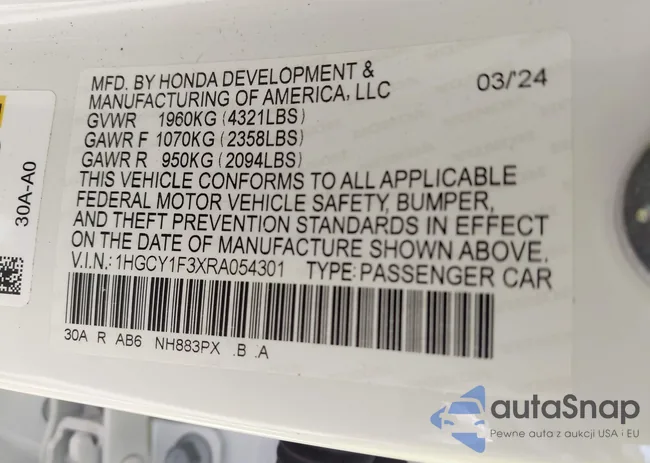 MFD. BY HONDA DEVELOPMENT &
MANUFACTURING OF AMERICA, LLC 03/'24
GVWR 1960KG (4321LBS)
GAWR F 1070KG (2358LBS)
GAWR R 950KG (2094LBS)
THIS VEHICLE CONFORMS TO ALL APPLICABLE
FEDERAL MOTOR VEHICLE SAFETY, BUMPER,
AND THEFT PREVENTION STANDARDS IN EFFECT
ON THE DATE OF MANUFACTURE SHOWN ABOVE.
V.I.N.: 1HGCY1F3XRA054301 TYPE: PASSENGER CAR
30A R AB6 NH883PX .B .A
30A-A0
autaSnap
Pewne auta z aukcji USA i EU